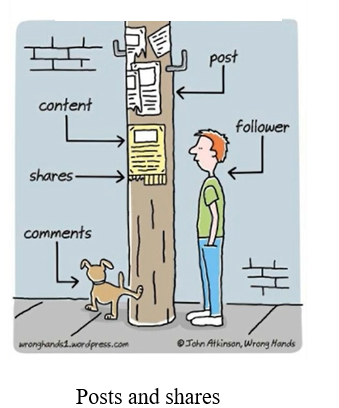 post
content
follower
shares
comments
wronghands1.wordpress.com
© John Atkinson, Wrong Hands
Posts and shares